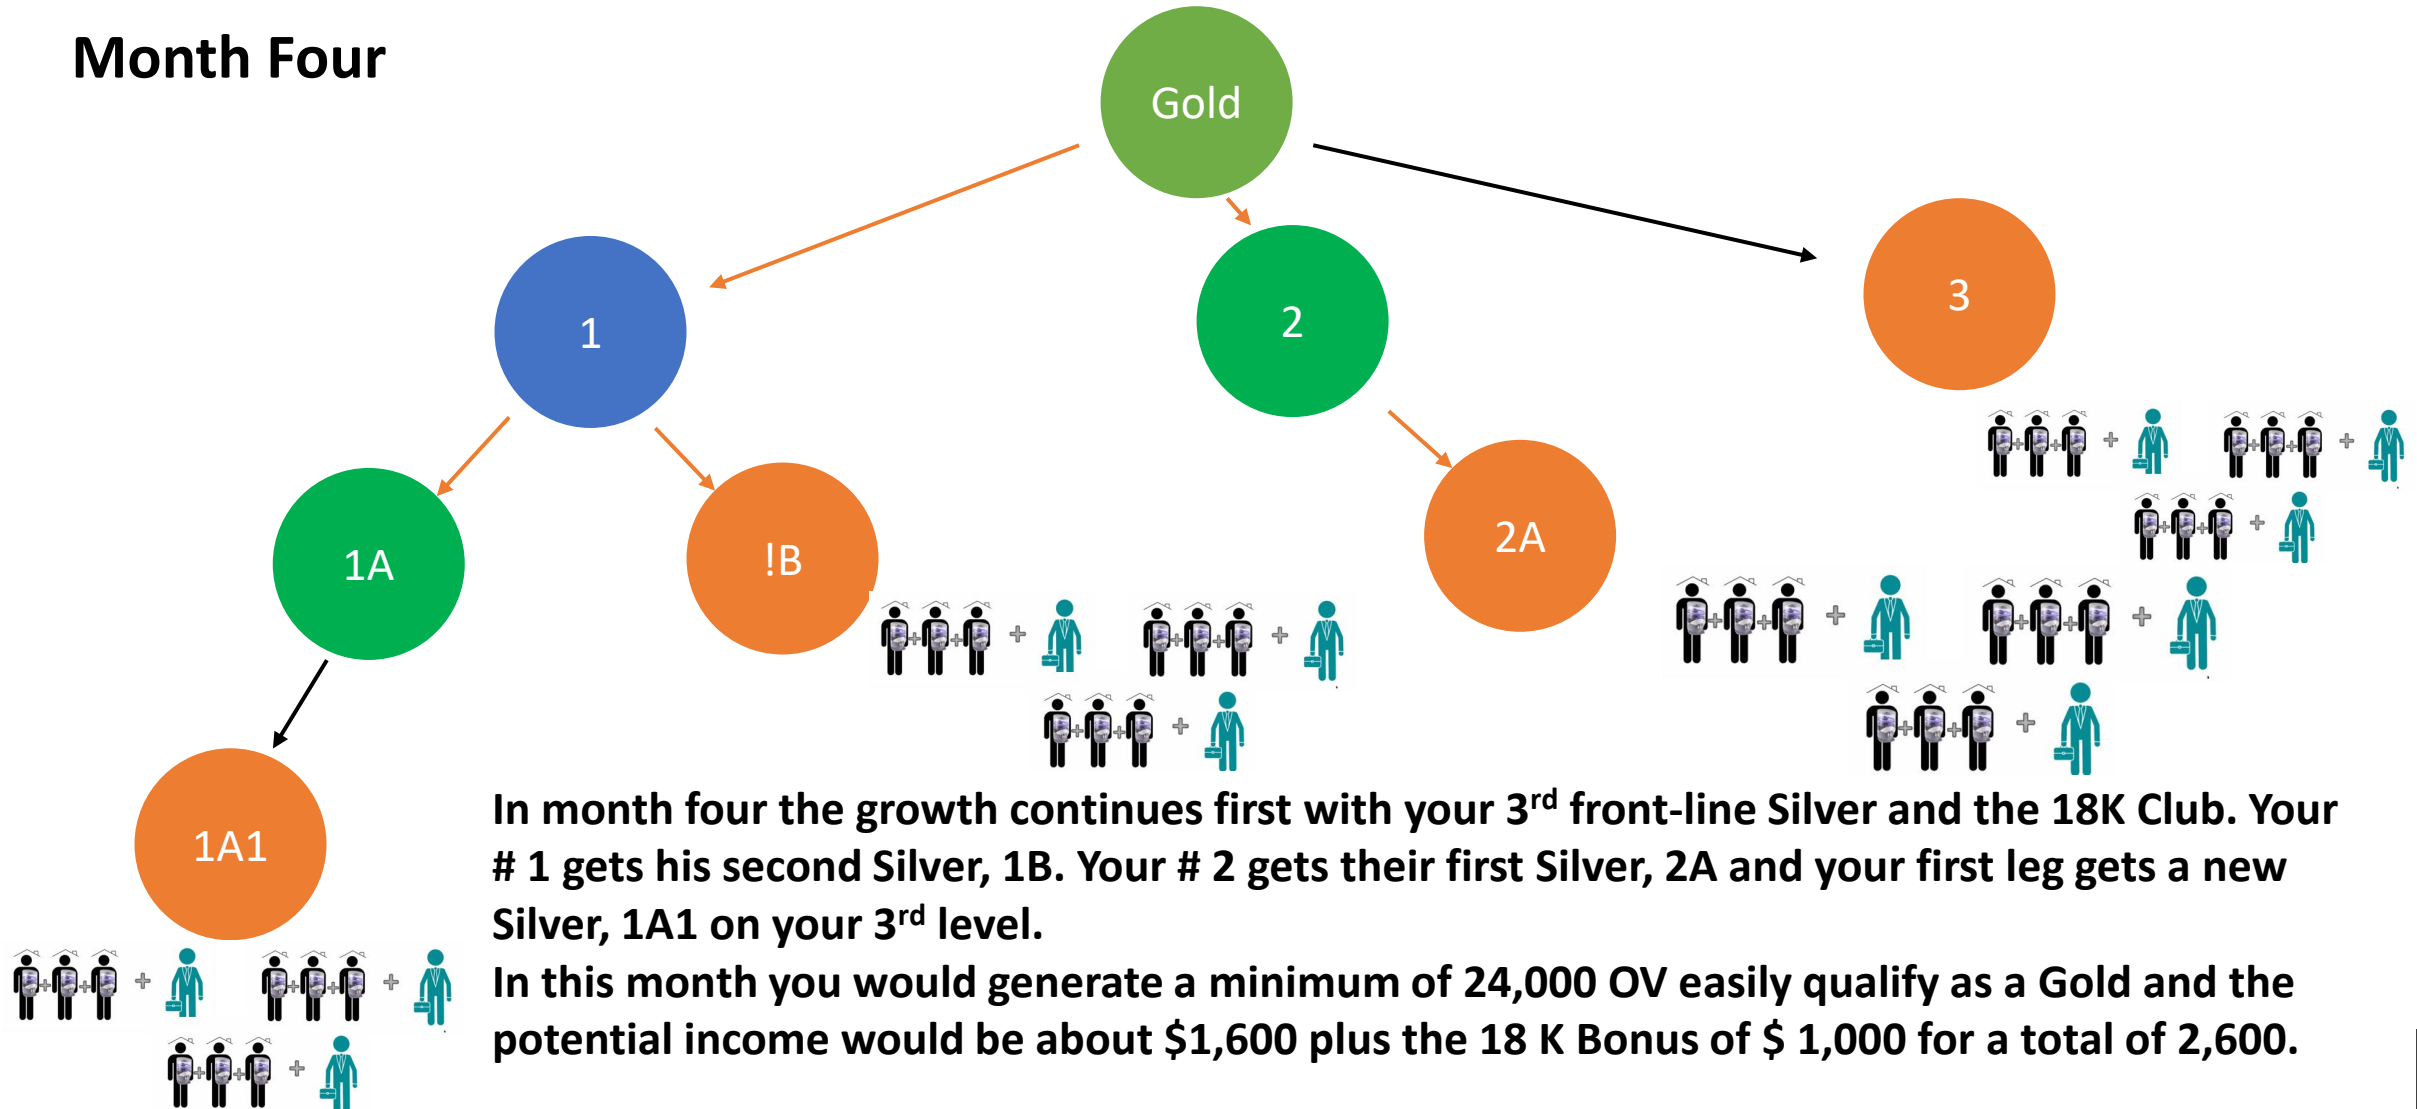 Month Four
Gold
1
2
3
1A
!B
2A
1A1
In month four the growth continues first with your 3rd front-line Silver and the 18K Club. Your
# 1 gets his second Silver, 1B. Your # 2 gets their first Silver, 2A and your first leg gets a new
Silver, 1A1 on your 3rd level.
In this month you would generate a minimum of 24,000 OV easily qualify as a Gold and the
potential income would be about $1,600 plus the 18 K Bonus of $ 1,000 for a total of 2,600.